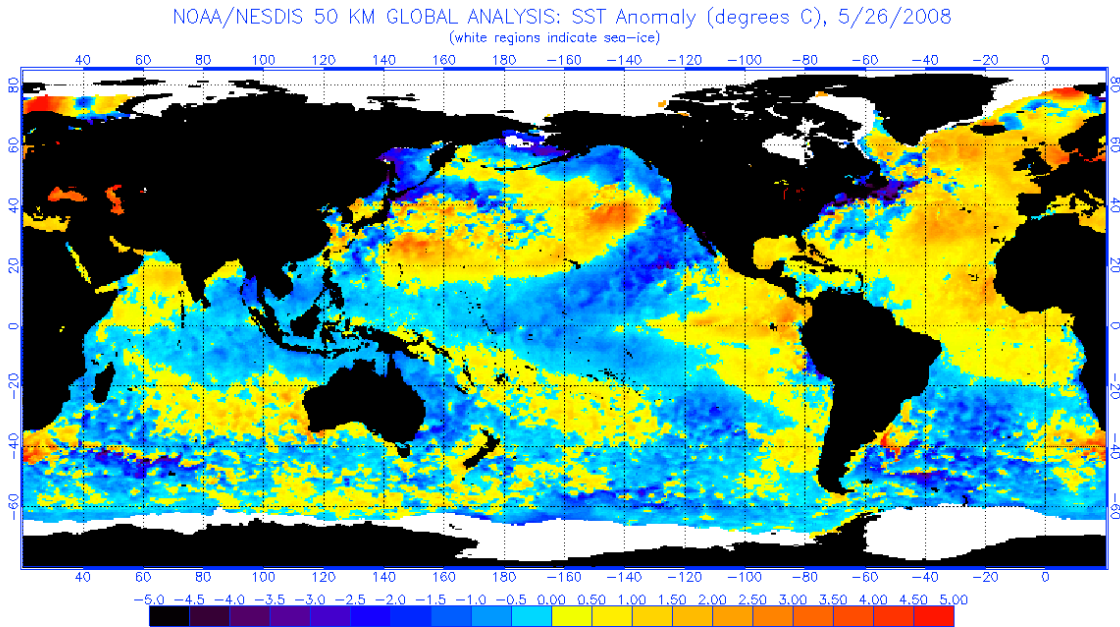 NOAA/NESDIS 50 KM GLOBAL ANALYSIS: SST Anomaly (degrees C), 5/26/2008
(white regions indicate sea-ice)
40 60 80 100 120 140 160 180 -160 -140 -120 -100 -80 -60 -40 -20 0
80 80
60 60
40 40
20 20
0 0
-20 -20
-40 -40
-60 -60
40 60 80 100 120 140 160 180 -160 -140 -120 -100 -80 -60 -40 -20 0
-5.0 -4.5 -4.0 -3.5 -3.0 -2.5 -2.0 -1.5 -1.0 -0.5 0.00 0.50 1.00 1.50 2.00 2.50 3.00 3.50 4.00 4.50 5.00